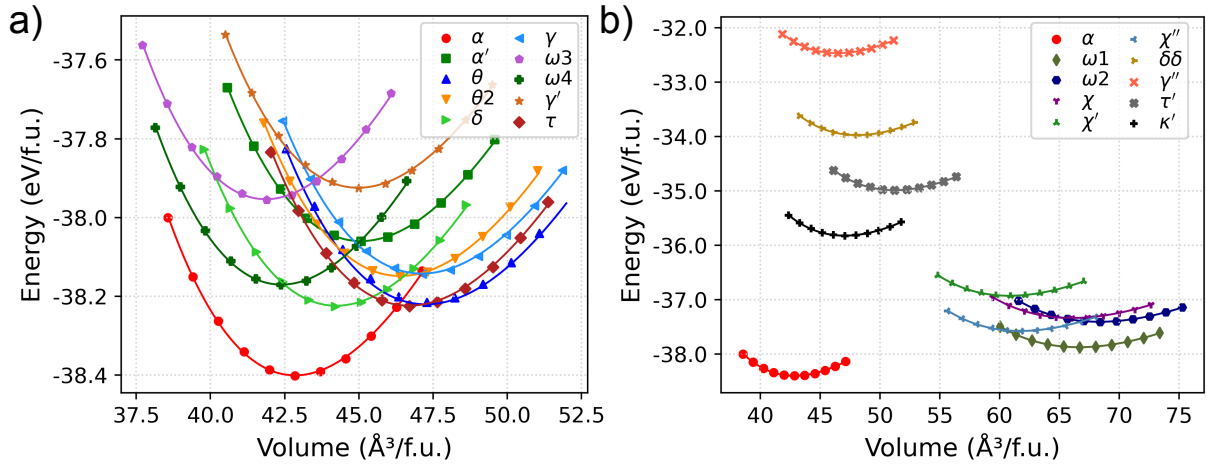 a)
Energy (eV/f.u.)
-37.6
-37.8
-38.0
-38.2
-38.4
37.5 40.0 42.5 45.0 47.5 50.0 52.5
Volume (Å³/f.u.)
α γ
α′ ω3
θ ω4
θ2 γ′
δ τ
b)
Energy (eV/f.u.)
-32.0
-33.0
-34.0
-35.0
-36.0
-37.0
-38.0
40 45 50 55 60 65 70 75
Volume (Å³/f.u.)
α χ′′
ω1 δδ
ω2 γ′′
χ τ′
χ′ κ′